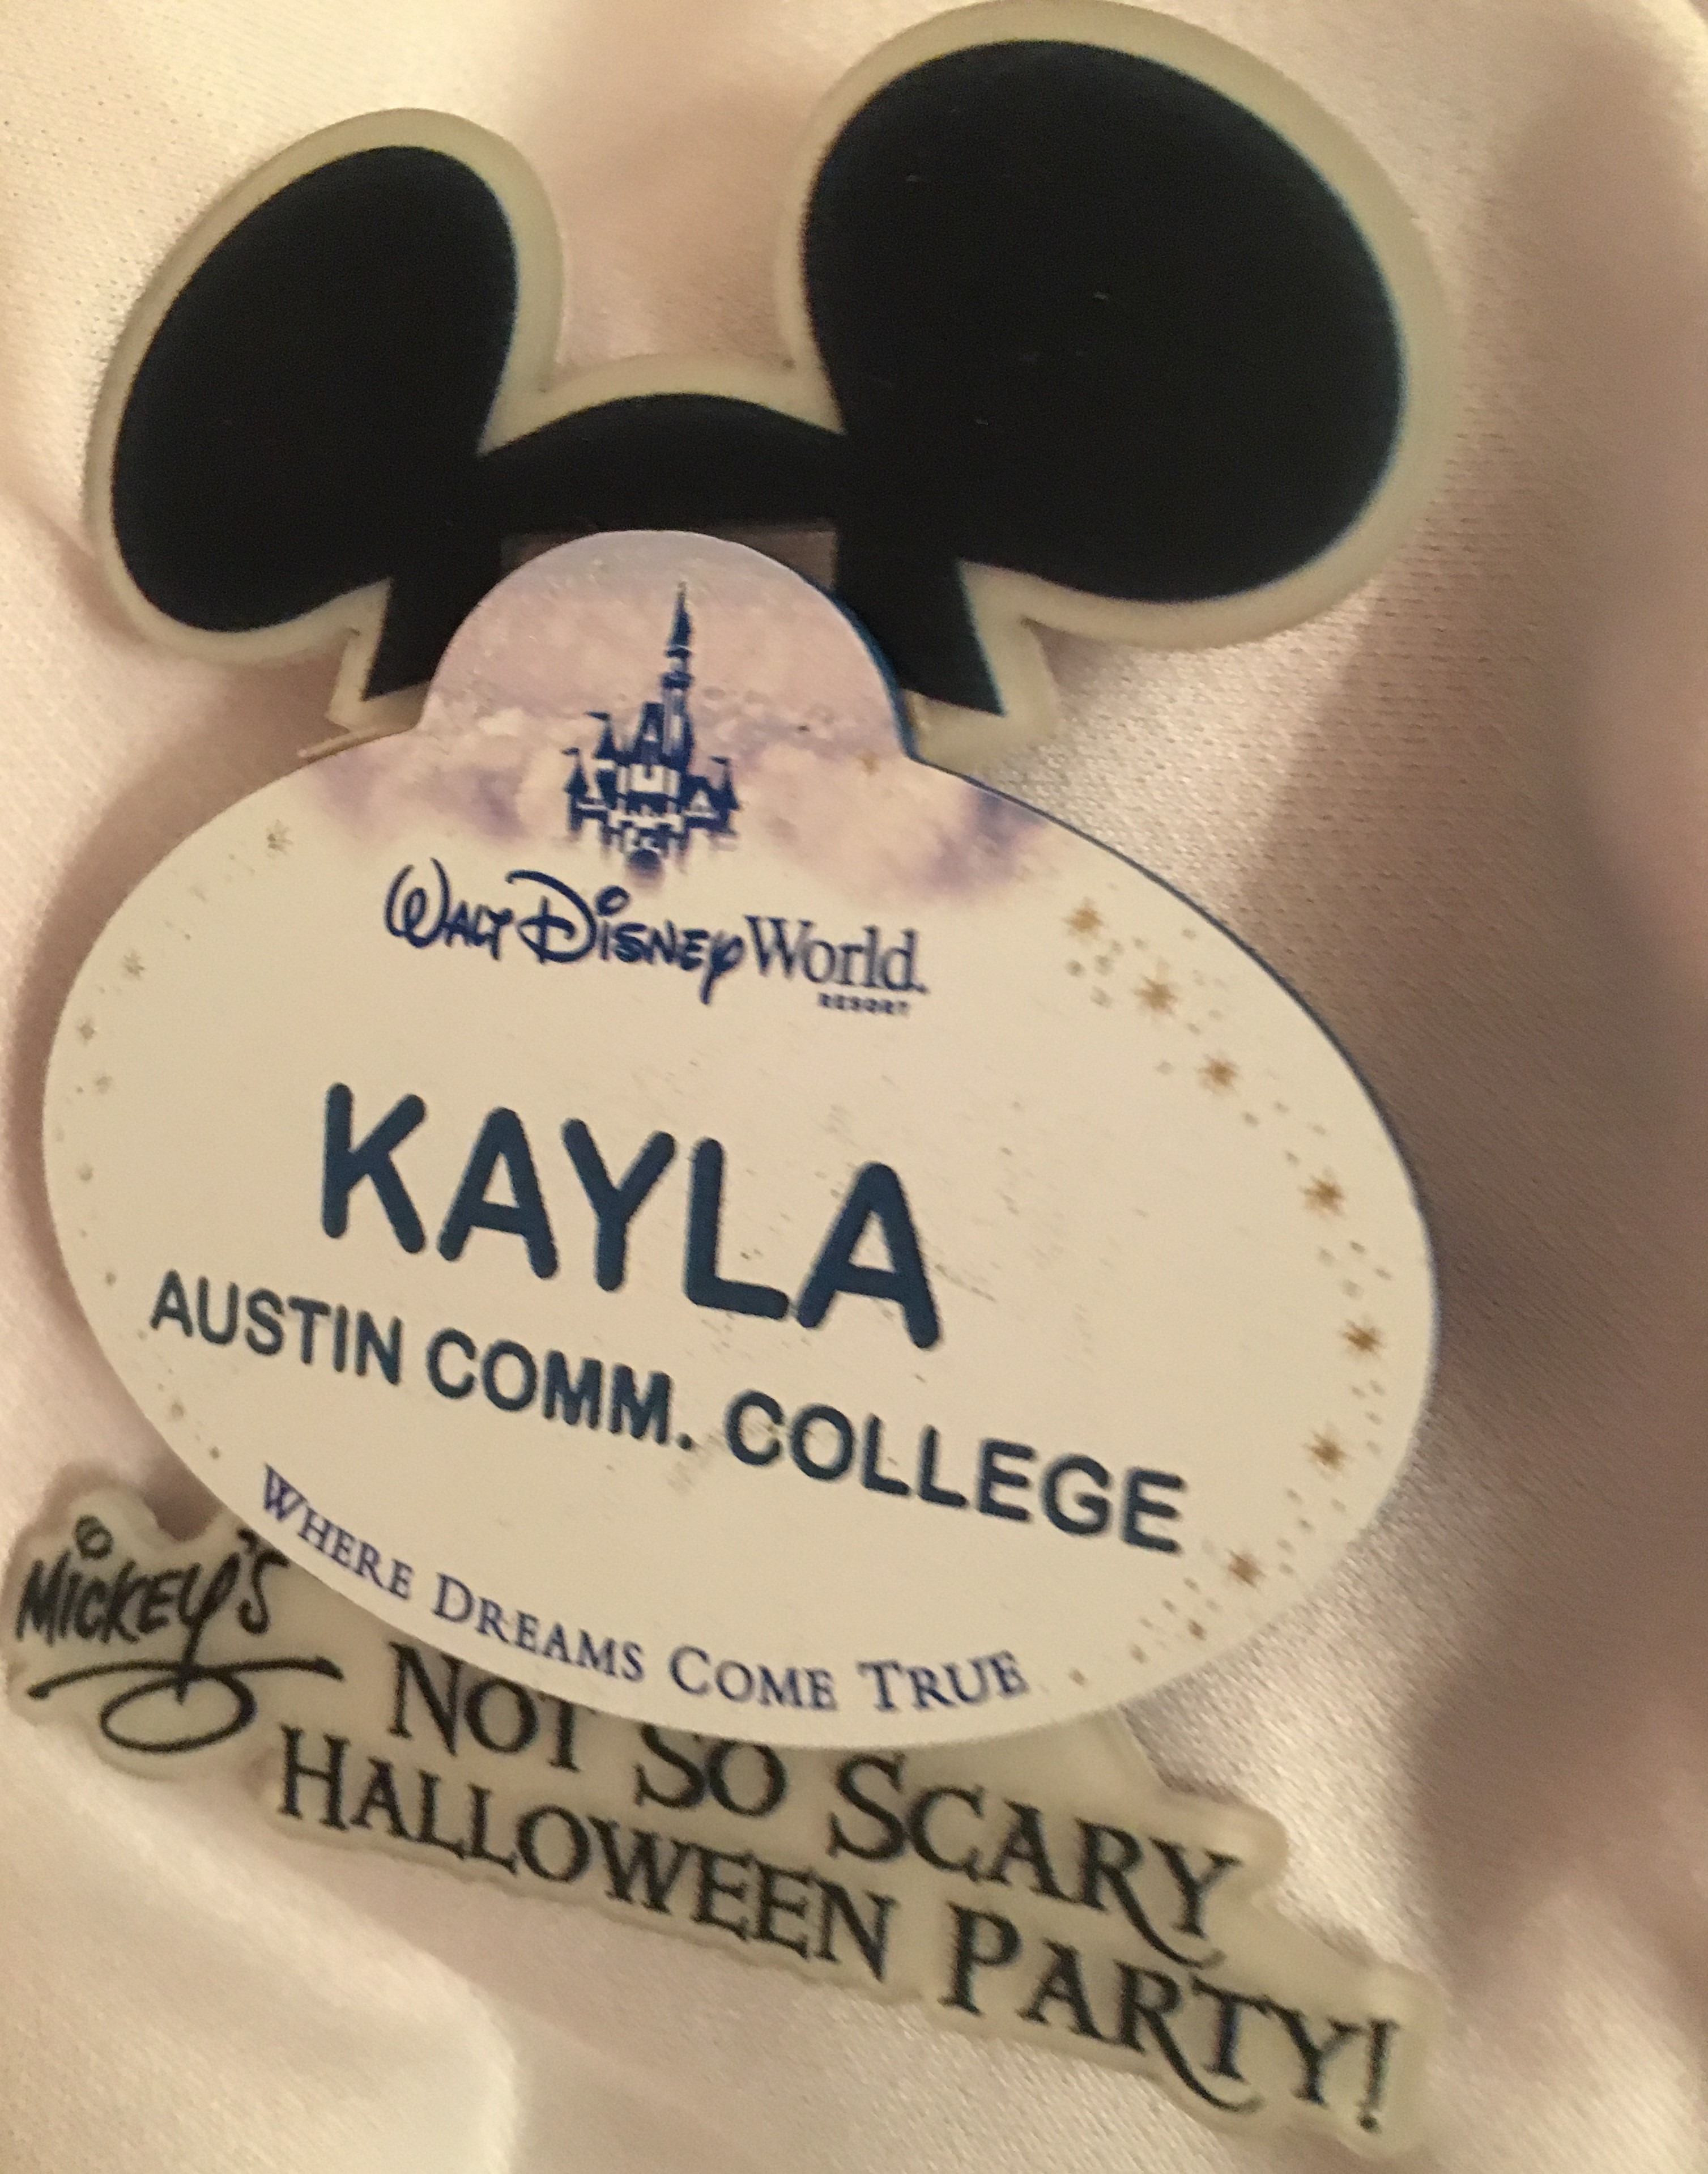 WALT DISNEY World.
RESORT
KAYLA
AUSTIN COMM. COLLEGE
WHERE DREAMS COME TRUE
MICKEY'S
NOT SO SCARY
HALLOWEEN PARTY!